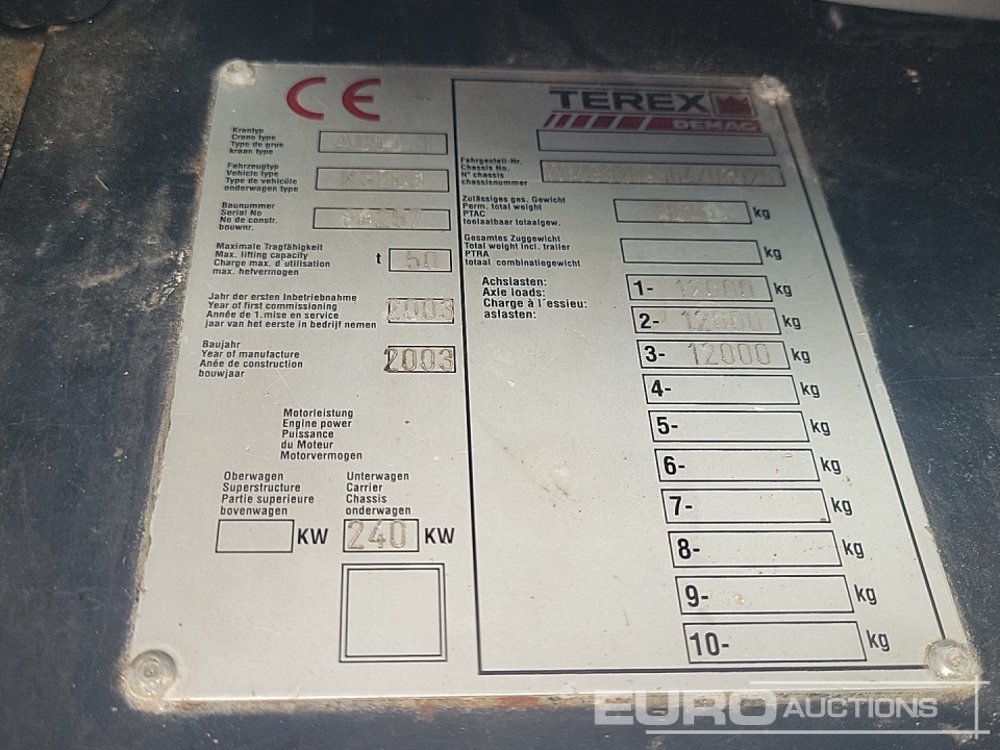 CE
TEREX
DEMAG
Krantyp
Crane type
Type de grue
kraan type
Fahrzeugtyp
Vehicle type
Type de vehicüle
onderwagen type
Baunummer
Serial No
No de constr.
bouwnr.
Maximale Tragfähigkeit
Max. lifting capacity
Charge max. d'utilisation
max. hefvermogen
t 50
Jahr der ersten Inbetriebnahme
Year of first commissioning
Année de 1.mise en service
jaar van het eerste in bedrijf nemen
2003
Baujahr
Year of manufacture
Anée de construction
bouwjaar
2003
Motorleistung
Engine power
Puissance
du Moteur
Motorvermogen
Oberwagen
Superstructure
Partie superieure
bovenwagen
KW
Unterwagen
Carrier
Chassis
onderwagen
240 KW
Fahrgestell-Nr.
Chassis No.
N° chassis
chassisnummer
Zulässiges ges. Gewicht
Perm. total weight
PTAC
toelaatbaar totaalgew.
kg
Gesamtes Zuggewicht
Total weight incl. trailer
PTRA
totaal combinatiegewicht
kg
Achslasten:
Axle loads:
Charge à l'essieu:
aslasten:
1- 12000 kg
2- 12000 kg
3- 12000 kg
4- kg
5- kg
6- kg
7- kg
8- kg
9- kg
10- kg
EURO AUCTIONS